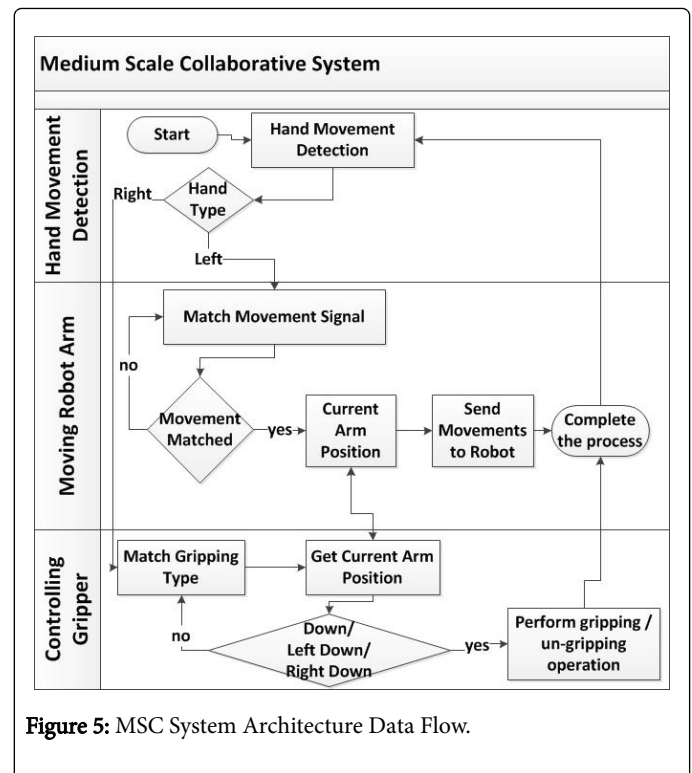 Medium Scale Collaborative System
Hand Movement
Detection
Start
Hand Movement
Detection
Right
Hand
Type
Left
Moving Robot Arm
Match Movement Signal
no
Movement
Matched
yes
Current
Arm
Position
Send
Movements
to Robot
Complete
the process
Controlling
Gripper
Match Gripping
Type
Get Current Arm
Position
no
Down/
Left Down/
Right Down
yes
Perform gripping /
un-gripping
operation
Figure 5: MSC System Architecture Data Flow.